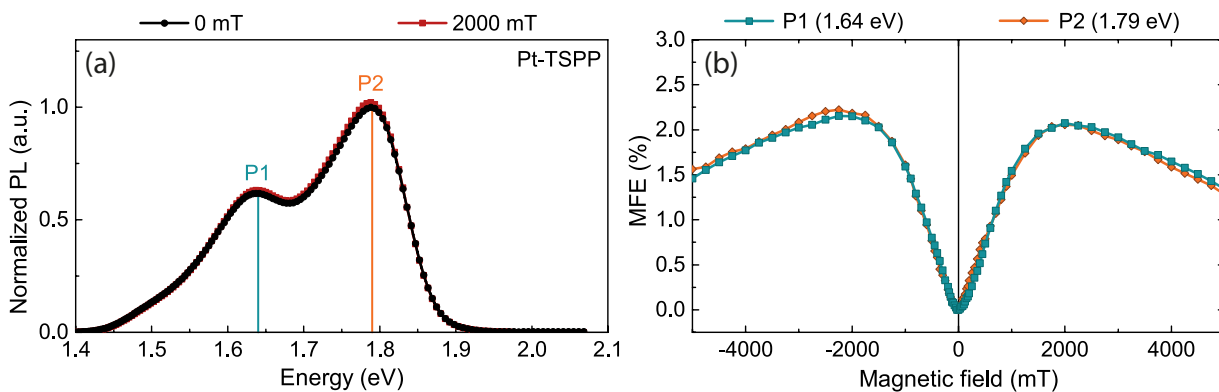 0 mT 2000 mT
(a) Pt-TSPP
P1 P2
Normalized PL (a.u.)
0.0 0.5 1.0
1.4 1.5 1.6 1.7 1.8 1.9 2.0 2.1
Energy (eV)
P1 (1.64 eV) P2 (1.79 eV)
(b)
MFE (%)
3.0
2.5
2.0
1.5
1.0
0.5
0.0
-4000 -2000 0 2000 4000
Magnetic field (mT)